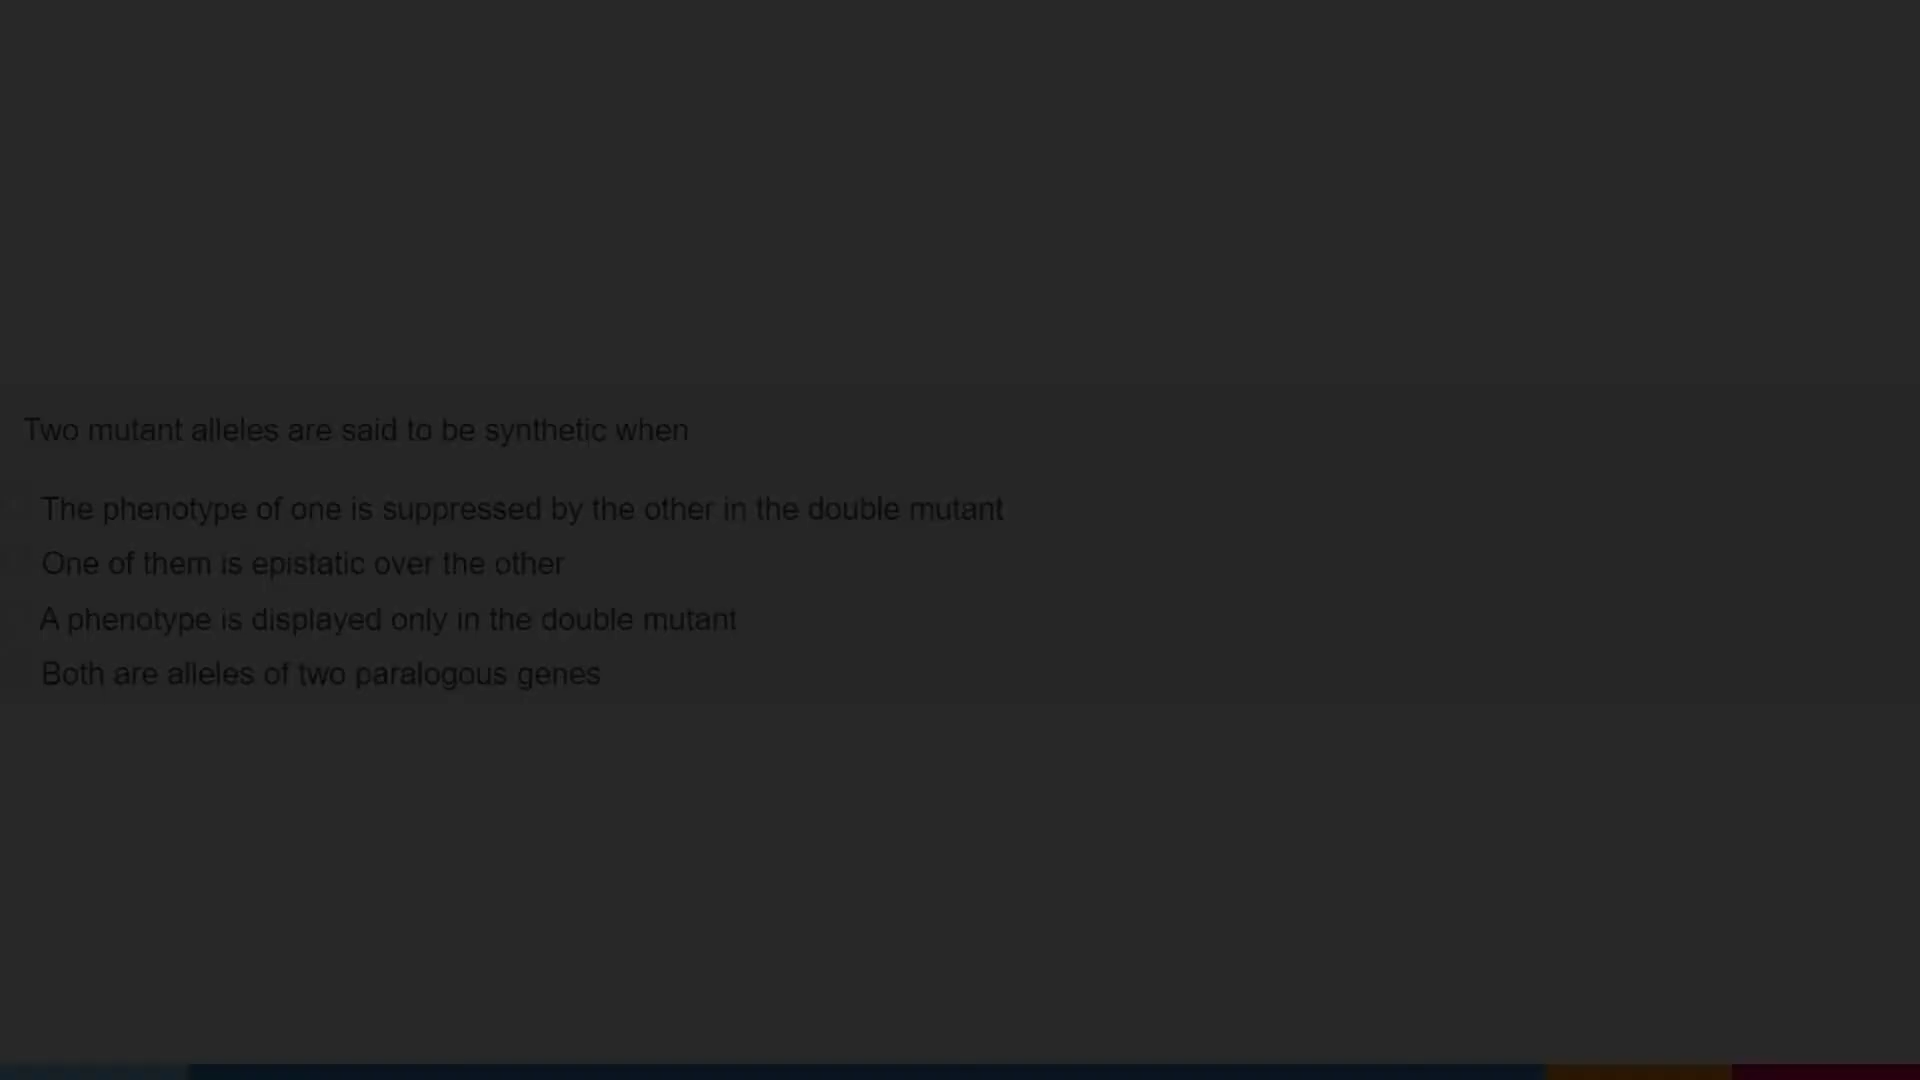 Two mutant alleles are said to be synthetic when
The phenotype of one is suppressed by the other in the double mutant
One of them is epistatic over the other
A phenotype is displayed only in the double mutant
Both are alleles of two paralogous genes